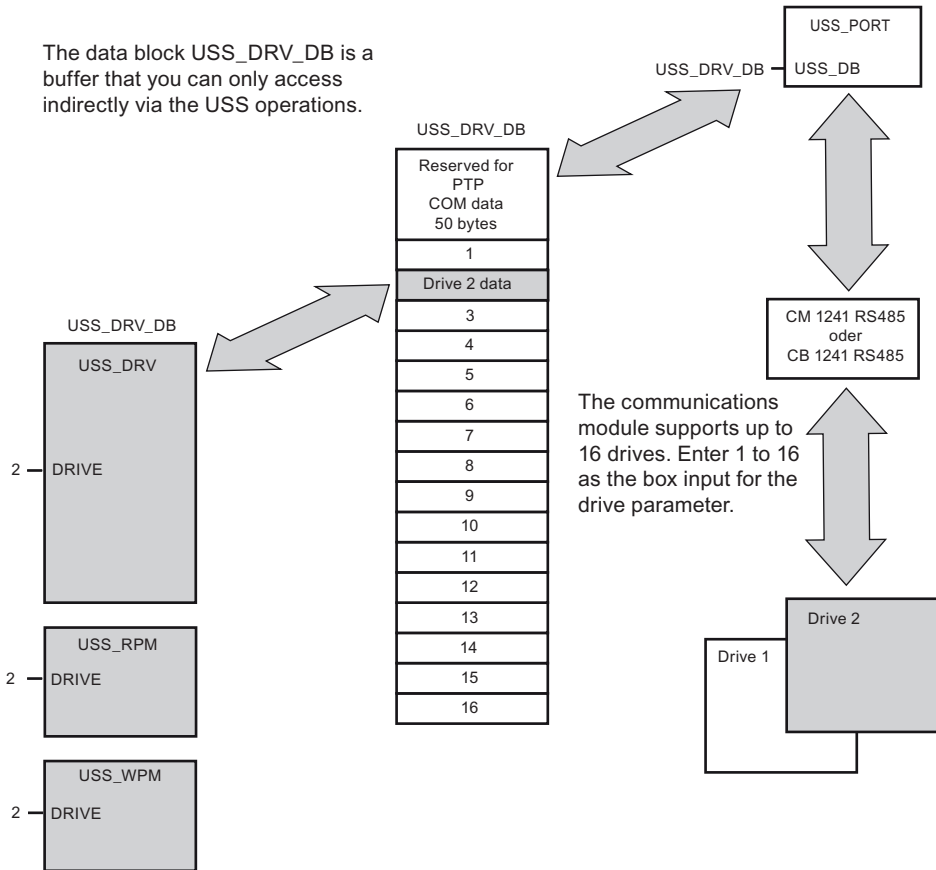 The data block USS_DRV_DB is a
buffer that you can only access
indirectly via the USS operations.
USS_PORT
USS_DRV_DB
USS_DB
USS_DRV_DB
Reserved for
PTP
COM data
50 bytes
1
Drive 2 data
3
4
5
6
7
8
9
10
11
12
13
14
15
16
USS_DRV_DB
USS_DRV
2
DRIVE
USS_RPM
2
DRIVE
USS_WPM
2
DRIVE
CM 1241 RS485
oder
CB 1241 RS485
The communications
module supports up to
16 drives. Enter 1 to 16
as the box input for the
drive parameter.
Drive 2
Drive 1